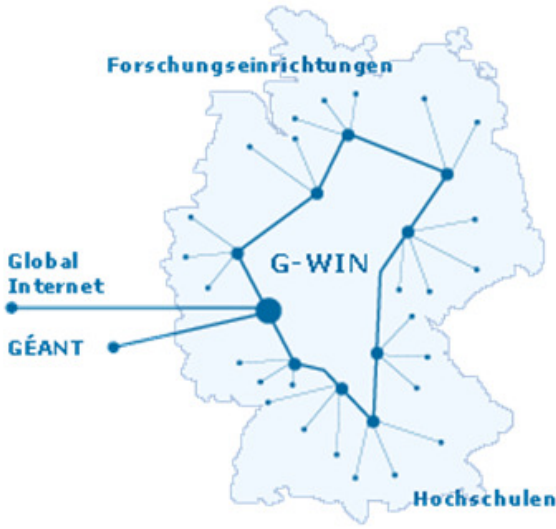 Forschungseinrichtungen
G-WIN
Global
Internet
GÉANT
Hochschulen